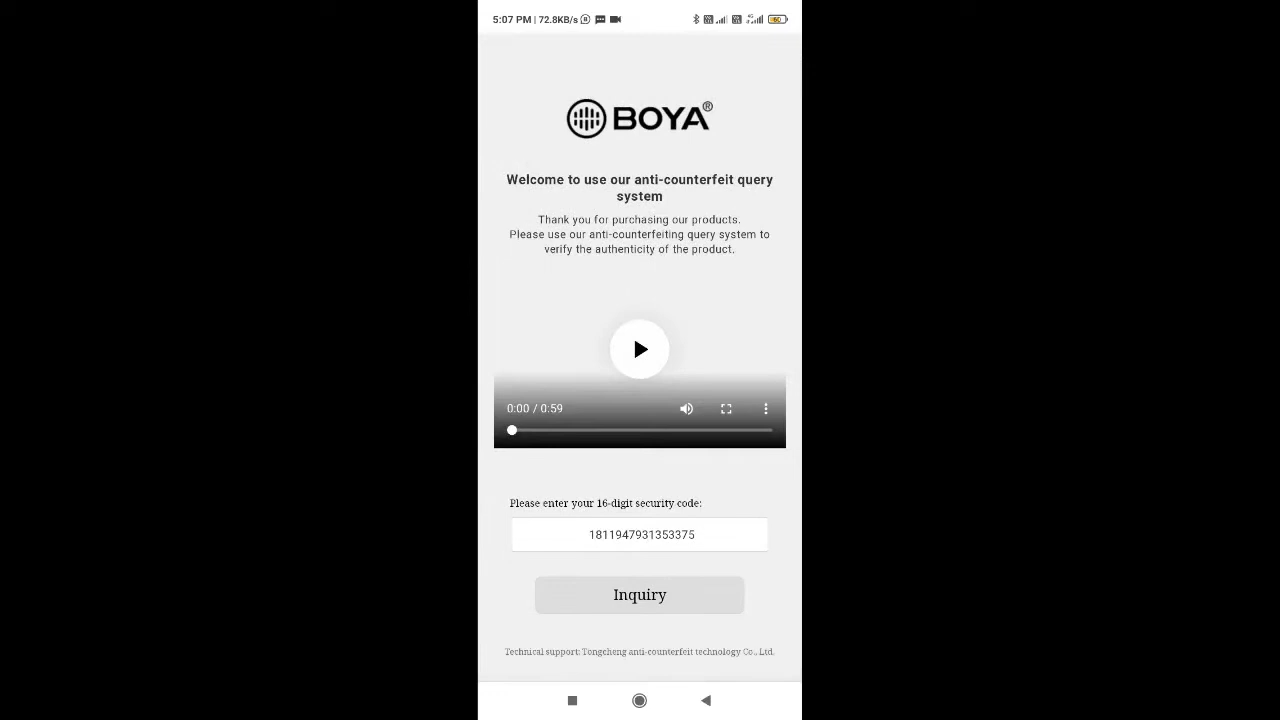 5:07 PM | 72.8KB/s
60
BOYA®
Welcome to use our anti-counterfeit query
system
Thank you for purchasing our products.
Please use our anti-counterfeiting query system to
verify the authenticity of the product.
0:00 / 0:59
Please enter your 16-digit security code:
1811947931353375
Inquiry
Technical support: Tongcheng anti-counterfeit technology Co., Ltd.